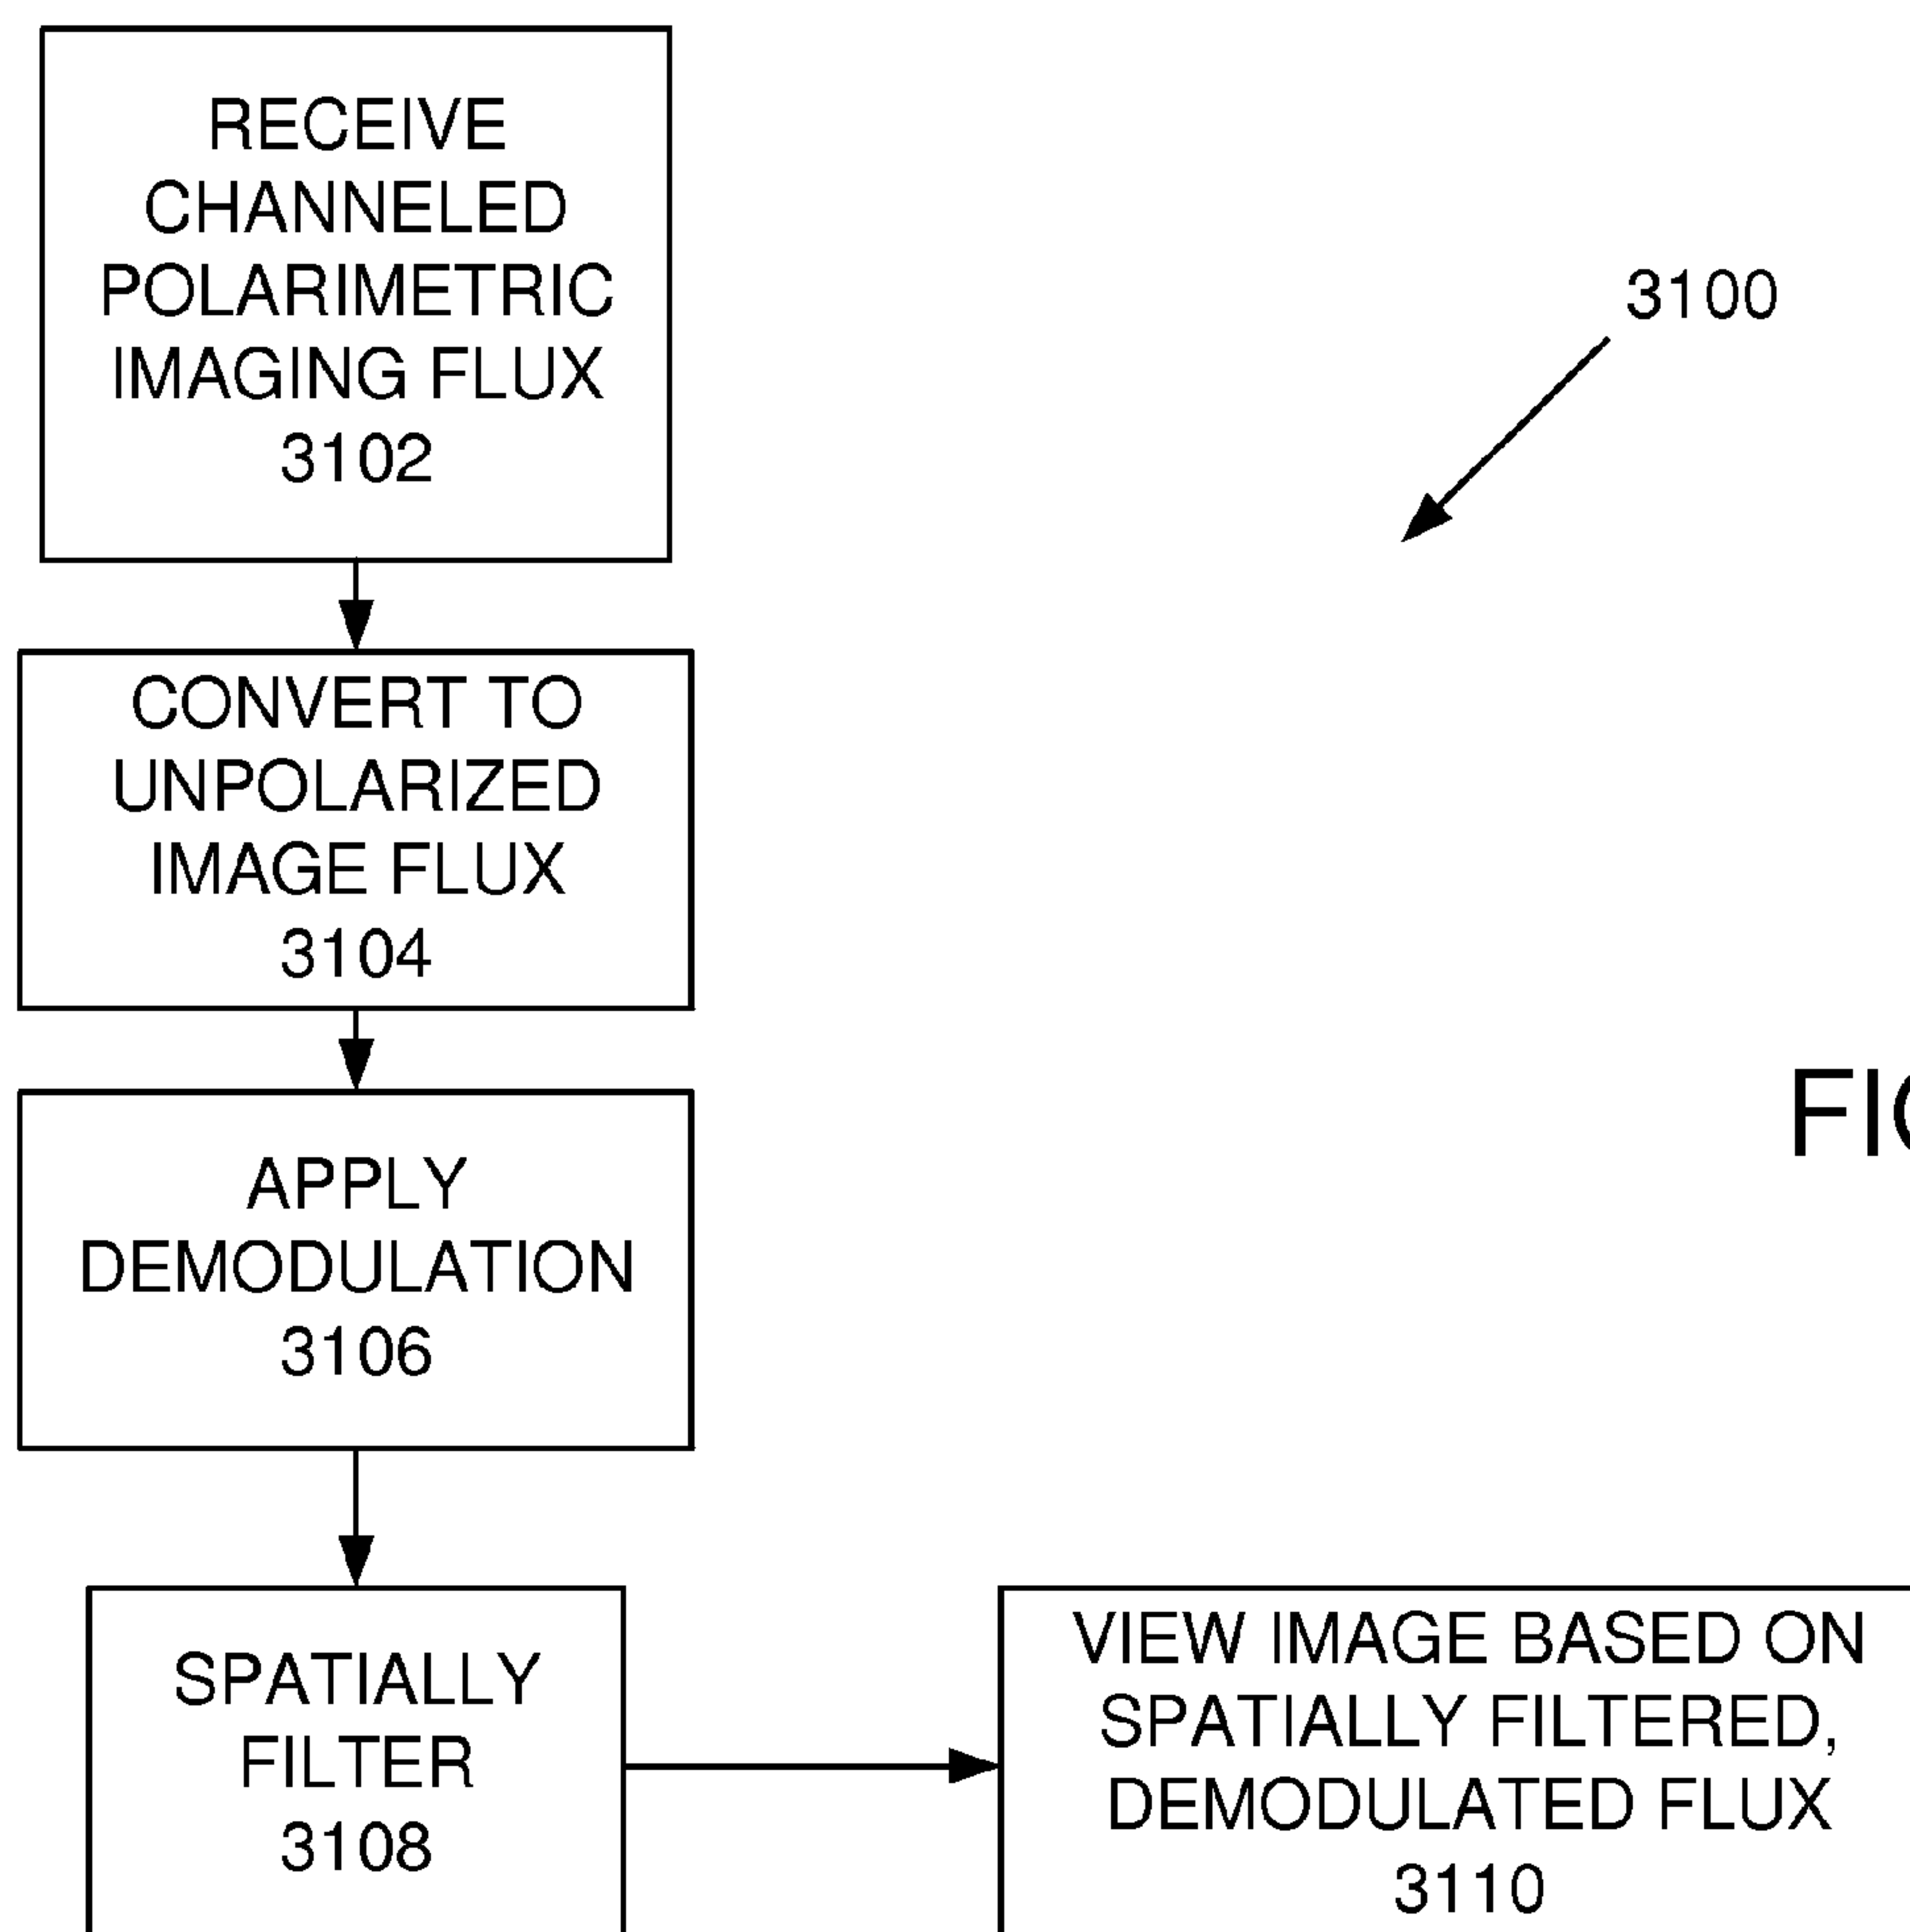 RECEIVE
CHANNELED
POLARIMETRIC
IMAGING FLUX
3102
3100
CONVERT TO
UNPOLARIZED
IMAGE FLUX
3104
APPLY
DEMODULATION
3106
SPATIALLY
FILTER
3108
VIEW IMAGE BASED ON
SPATIALLY FILTERED,
DEMODULATED FLUX
3110